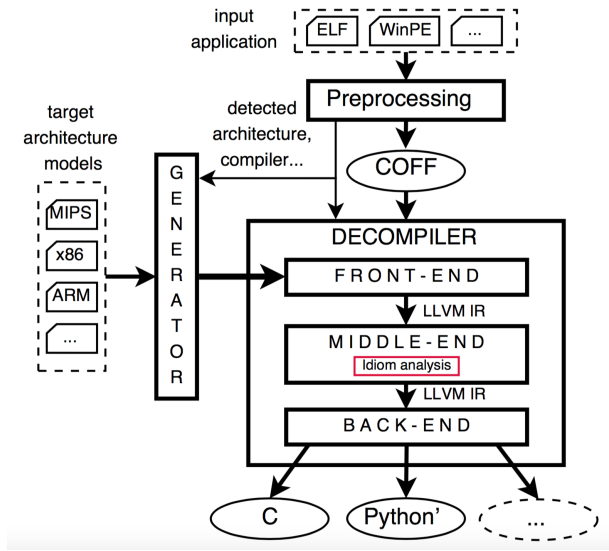 input
application
ELF
WinPE
...
Preprocessing
target
architecture
models
detected
architecture,
compiler...
COFF
MIPS
x86
ARM
...
GENERATOR
DECOMPILER
FRONT-END
LLVM IR
MIDDLE-END
Idiom analysis
LLVM IR
BACK-END
C
Python'
...